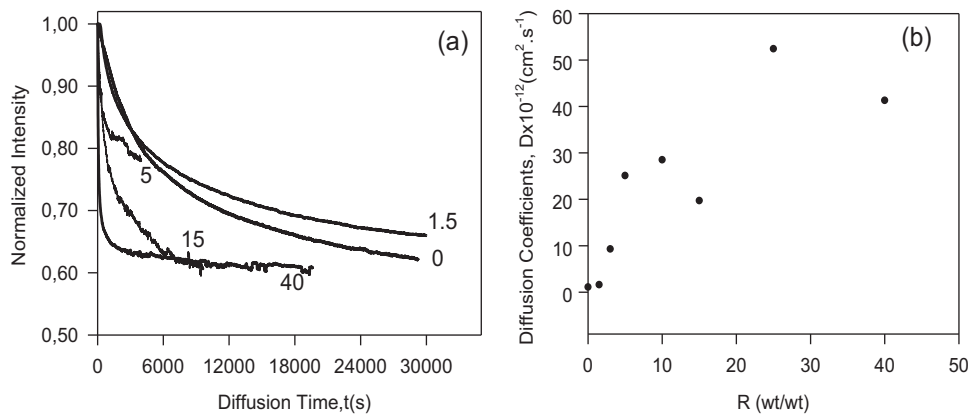 (a)
Normalized Intensity
1,00
0,90
0,80
0,70
0,60
0,50
5
15
40
1.5
0
0 6000 12000 18000 24000 30000
Diffusion Time,t(s)
(b)
Diffusion Coefficients, Dx10⁻¹²(cm².s⁻¹)
60
50
40
30
20
10
0
0 10 20 30 40 50
R (wt/wt)